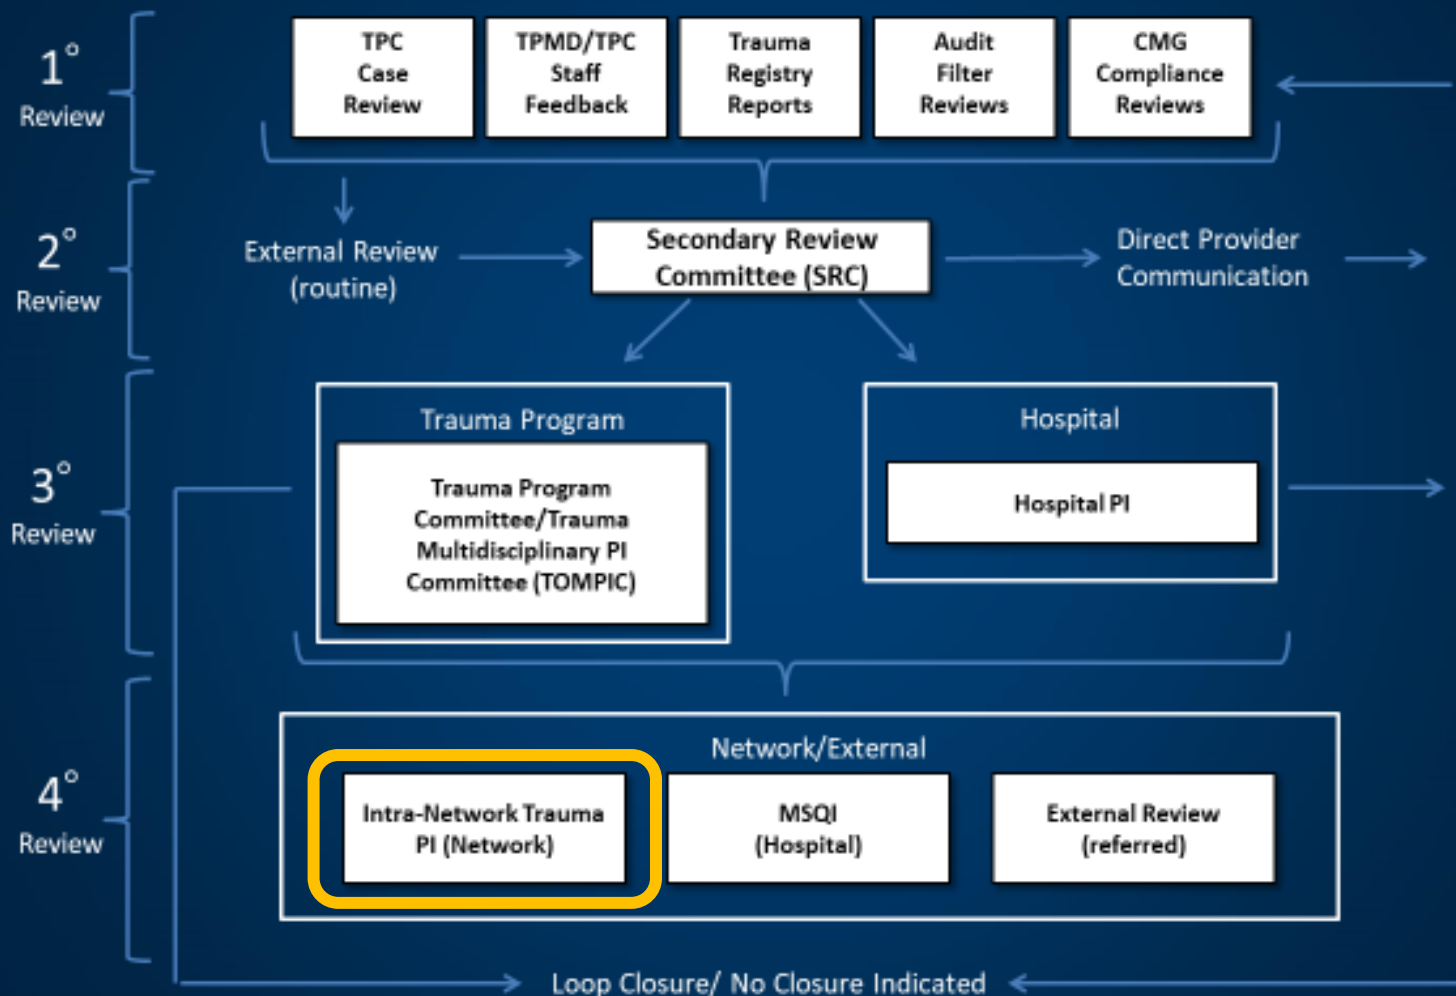 1°
Review
TPC
Case
Review
TPMD/TPC
Staff
Feedback
Trauma
Registry
Reports
Audit
Filter
Reviews
CMG
Compliance
Reviews
2°
Review
External Review
(routine)
Secondary Review
Committee (SRC)
Direct Provider
Communication
3°
Review
Trauma Program
Trauma Program
Committee/Trauma
Multidisciplinary PI
Committee (TOMPIC)
Hospital
Hospital PI
4°
Review
Network/External
Intra-Network Trauma
PI (Network)
MSQI
(Hospital)
External Review
(referred)
Loop Closure/ No Closure Indicated